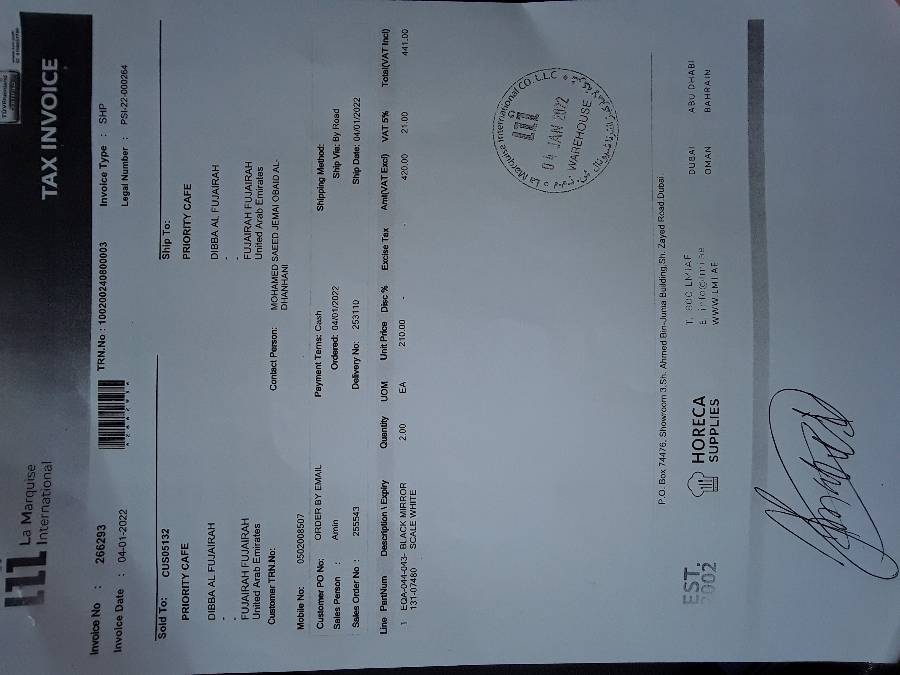 La Marquise
International
TAX INVOICE
Invoice No : 266293
TRN.No : 100200240800003
Invoice Type : SHP
Invoice Date : 04-01-2022
Legal Number : PSI-22-000264
Sold To: CUS05132
Ship To:
PRIORITY CAFE
PRIORITY CAFE
DIBBA AL FUJAIRAH
DIBBA AL FUJAIRAH
-
-
FUJAIRAH FUJAIRAH
FUJAIRAH FUJAIRAH
United Arab Emirates
United Arab Emirates
Customer TRN.No:
Contact Person: MOHAMED SAEED JEMAI OBAID AL-
DHANHANI
Mobile No: 0502008507
Customer PO No: ORDER BY EMAIL
Payment Tems: Cash
Shipping Method:
Sales Person : Amin
Ordered: 04/01/2022
Ship Via: By Road
Sales Order No : 255543
Delivery No: 253110
Ship Date: 04/01/2022
Line PartNum Description \ Expiry Quantity UOM Unit Price Disc % Excise Tax Amt(VAT Excl) VAT 5% Total(VAT Incl)
1 EQA-044-043- BLACK MIRROR 2.00 EA 210.00 - - 420.00 21.00 441.00
131-07480 SCALE WHITE
La Marquise International CO. L.L.C
04 JAN 2022
WAREHOUSE
P.O. Box 74476, Showroom 3,Sh. Ahmed Bin-Juma Building,Sh. Zayed Road,Dubai
EST.
2002
HORECA
SUPPLIES
T. 800 LMIAE
E. info@lmi.ae
WWW.LMI.AE
DUBAI ABU DHABI
OMAN BAHRAIN